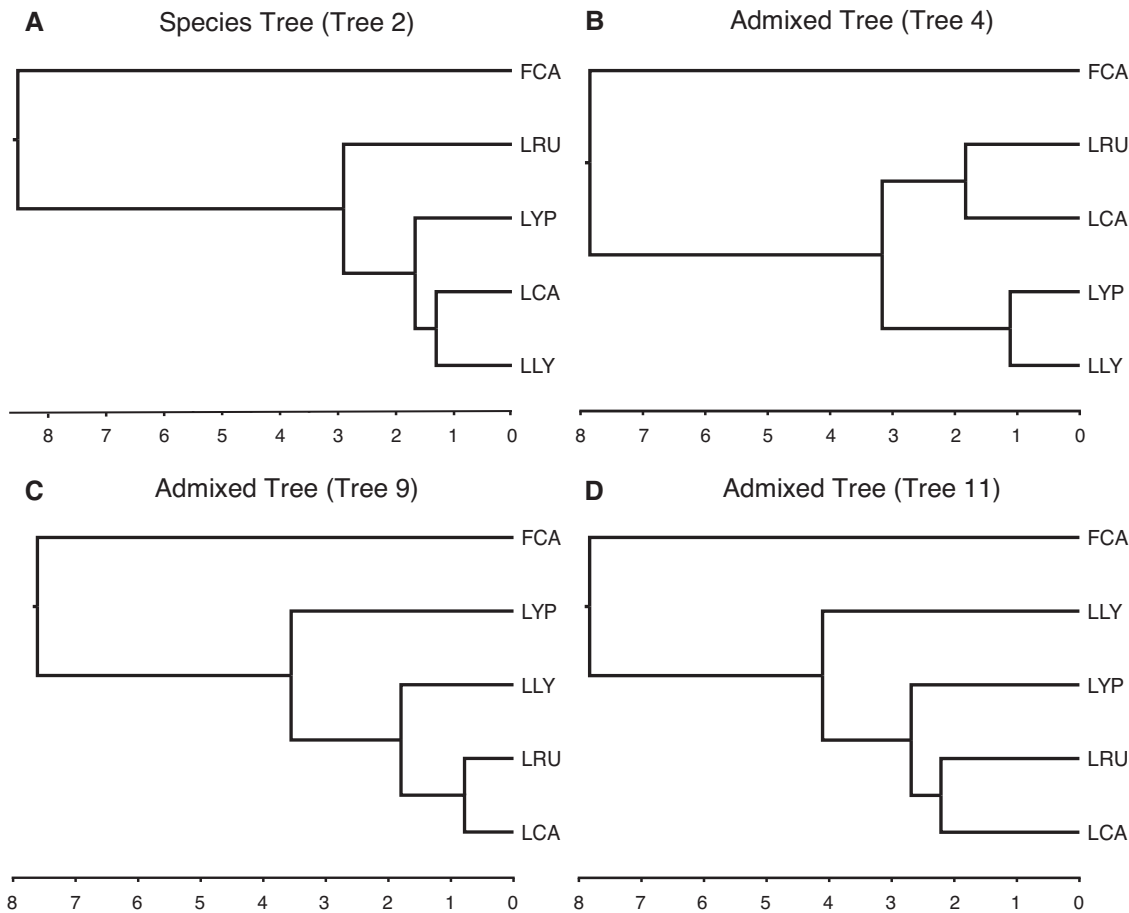 A Species Tree (Tree 2)
FCA
LRU
LYP
LCA
LLY
8 7 6 5 4 3 2 1 0
B Admixed Tree (Tree 4)
FCA
LRU
LCA
LYP
LLY
8 7 6 5 4 3 2 1 0
C Admixed Tree (Tree 9)
FCA
LYP
LLY
LRU
LCA
8 7 6 5 4 3 2 1 0
D Admixed Tree (Tree 11)
FCA
LLY
LYP
LRU
LCA
8 7 6 5 4 3 2 1 0